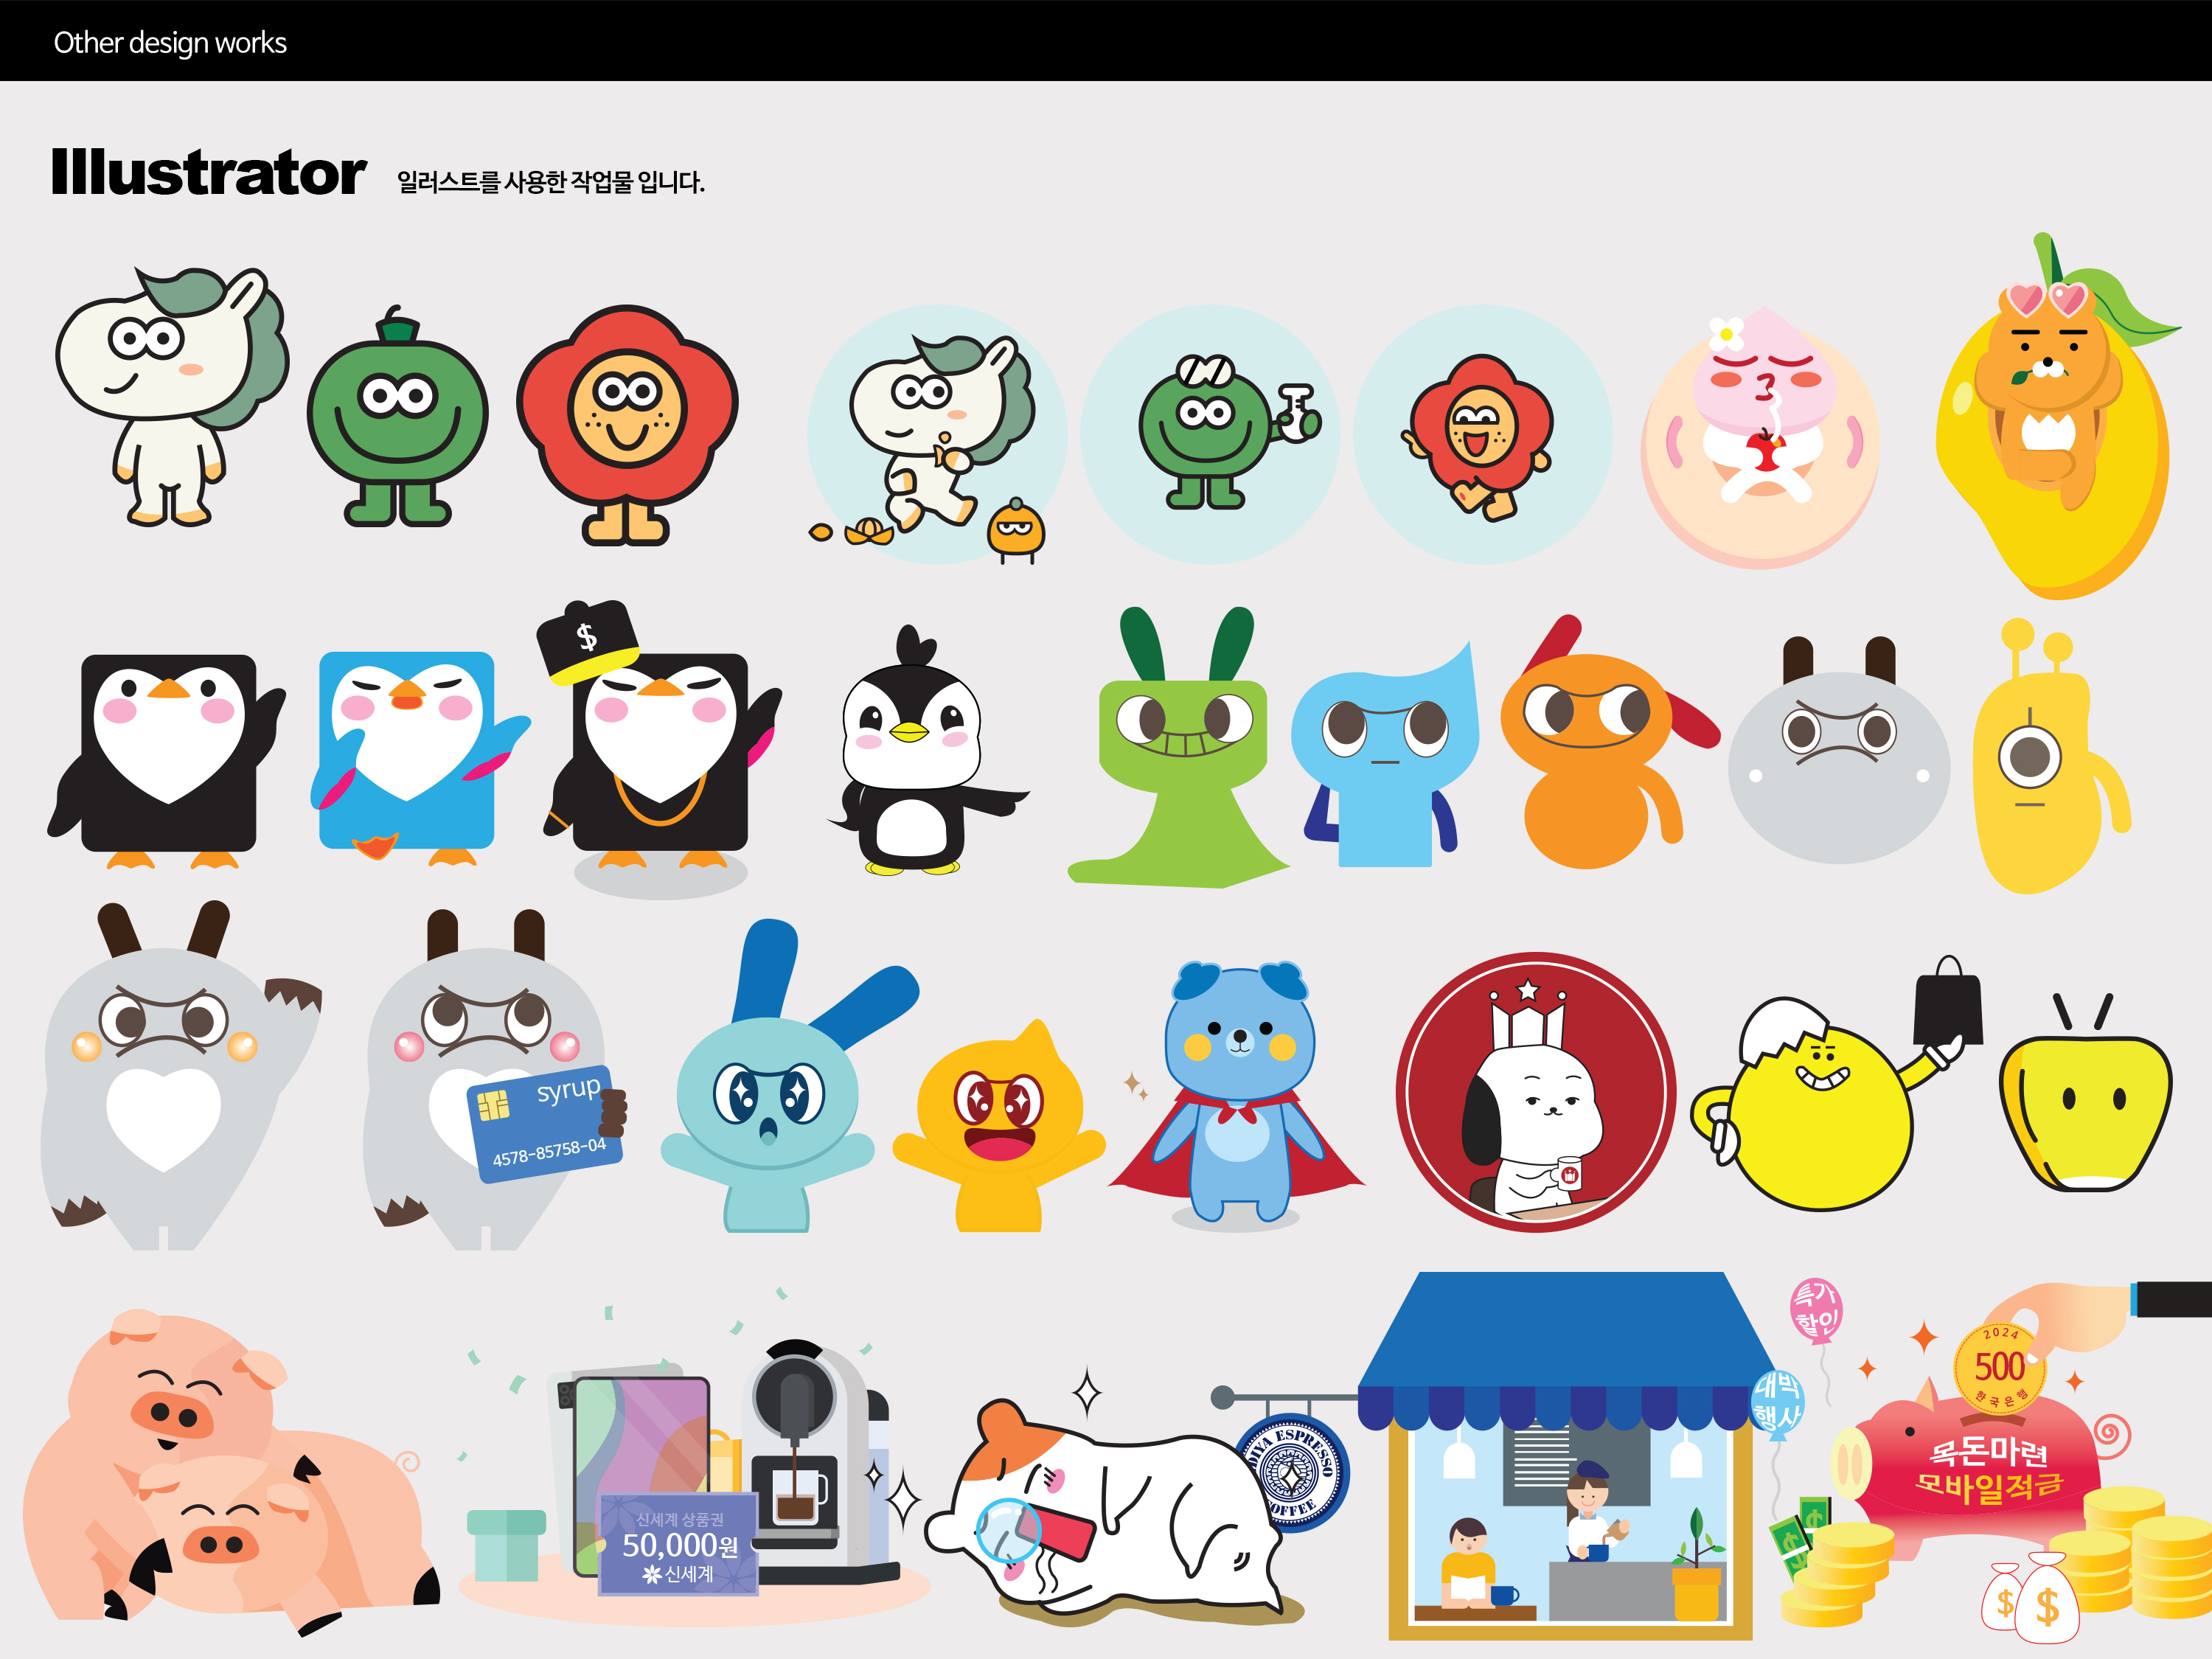 Other design works
Illustrator 일러스트를 사용한 작업물 입니다.
$
syrup
4578-85758-04
특가
할인
대박
행사
2024
500
한국은행
목돈마련
모바일적금
신세계 상품권
50,000원
신세계
DIYA ESPRESSO
COFFEE
$
$
$
$